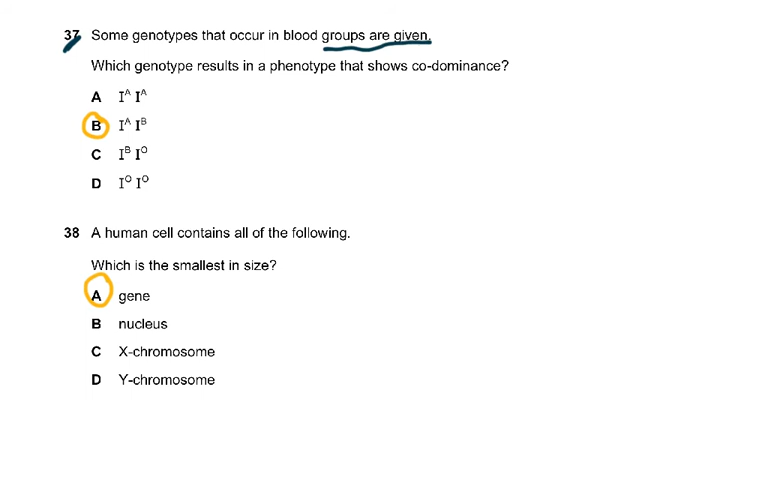 37 Some genotypes that occur in blood groups are given.
Which genotype results in a phenotype that shows co-dominance?
A Iᴬ Iᴬ
B Iᴬ Iᴮ
C Iᴮ Iᴼ
D Iᴼ Iᴼ
38 A human cell contains all of the following.
Which is the smallest in size?
A gene
B nucleus
C X-chromosome
D Y-chromosome